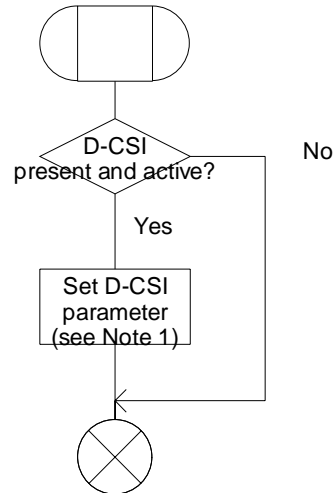 D-CSI
present and active?
No
Yes
Set D-CSI
parameter
(see Note 1)